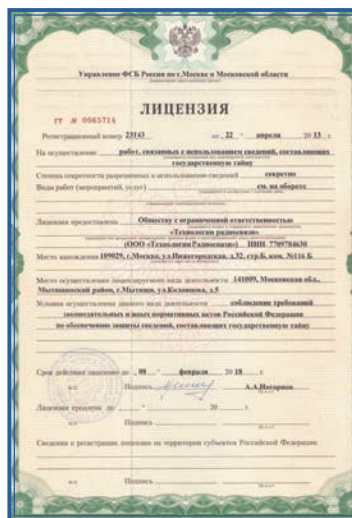 Управление ФСБ России по г.Москве и Московской области
ЛИЦЕНЗИЯ
ГТ № 0065714
Регистрационный номер 23143 от " 22 " апреля 2013 г
На осуществление работ, связанных с использованием сведений, составляющих
государственную тайну
Степень секретности разрешенных к использованию сведений секретно
Виды работ (мероприятий, услуг) см. на обороте
Лицензия предоставлена Обществу с ограниченной ответственностью
«Технологии радиосвязи»
(ООО «Технологии Радиосвязи») ИНН 7709784630
Место нахождения 109029, г.Москва, ул.Нижегородская, д.32, стр.Б, ком. №116 Б
Место осуществления лицензируемого вида деятельности 141009, Московская обл.,
Мытищинский район, г.Мытищи, ул.Колонцова, д.5
Условия осуществления данного вида деятельности соблюдение требований
законодательных и иных нормативных актов Российской Федерации
по обеспечению защиты сведений, составляющих государственную тайну
Срок действия лицензии до " 08 " февраля 2018 г.
м.п. Подпись А.А.Ногарцов
Лицензия продлена до " " 20 г.
м.п. Подпись
Сведения о регистрации лицензии на территории субъектов Российской Федерации
м.п. Подпись